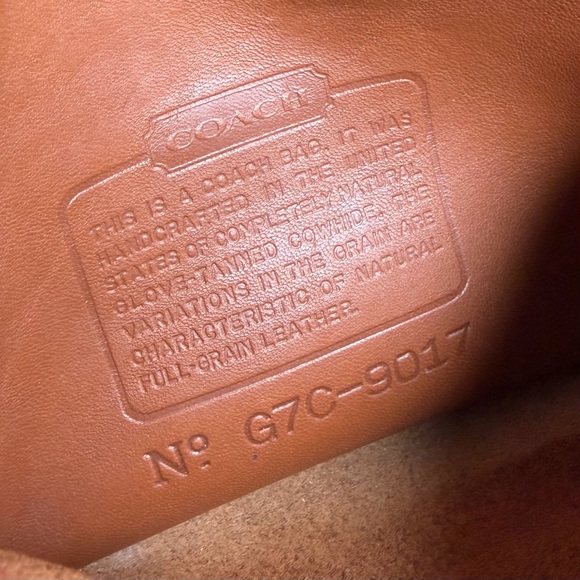 COACH
THIS IS A COACH BAG. IT WAS
HANDCRAFTED IN THE UNITED
STATES OF COMPLETELY NATURAL
GLOVE-TANNED COWHIDE. THE
VARIATIONS IN THE GRAIN ARE
CHARACTERISTIC OF NATURAL
FULL-GRAIN LEATHER.
Nº G7C-9017